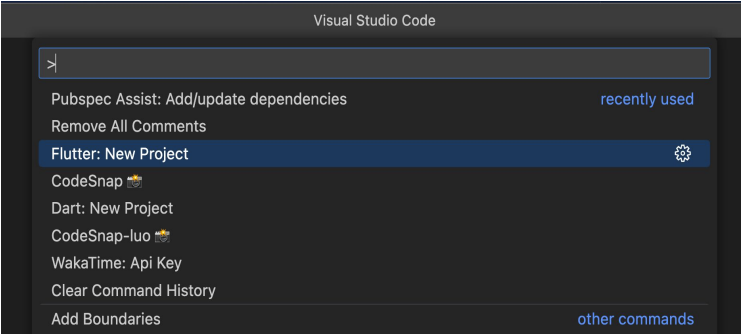 Visual Studio Code
>
Pubspec Assist: Add/update dependencies recently used
Remove All Comments
Flutter: New Project
CodeSnap 📸
Dart: New Project
CodeSnap-luo 📸
WakaTime: Api Key
Clear Command History
Add Boundaries other commands